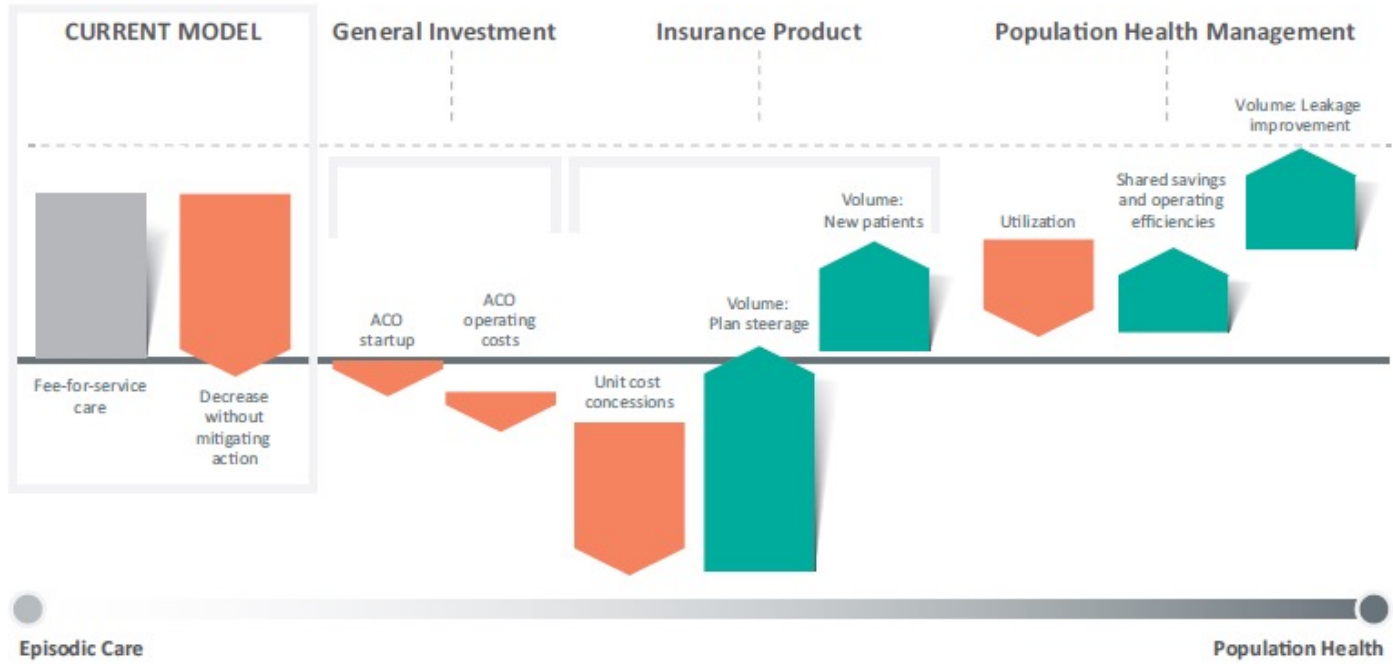 CURRENT MODEL
General Investment
Insurance Product
Population Health Management
Fee-for-service
care
Decrease
without
mitigating
action
ACO
startup
ACO
operating
costs
Unit cost
concessions
Volume:
Plan steerage
Volume:
New patients
Utilization
Shared savings
and operating
efficiencies
Volume: Leakage
improvement
Episodic Care
Population Health